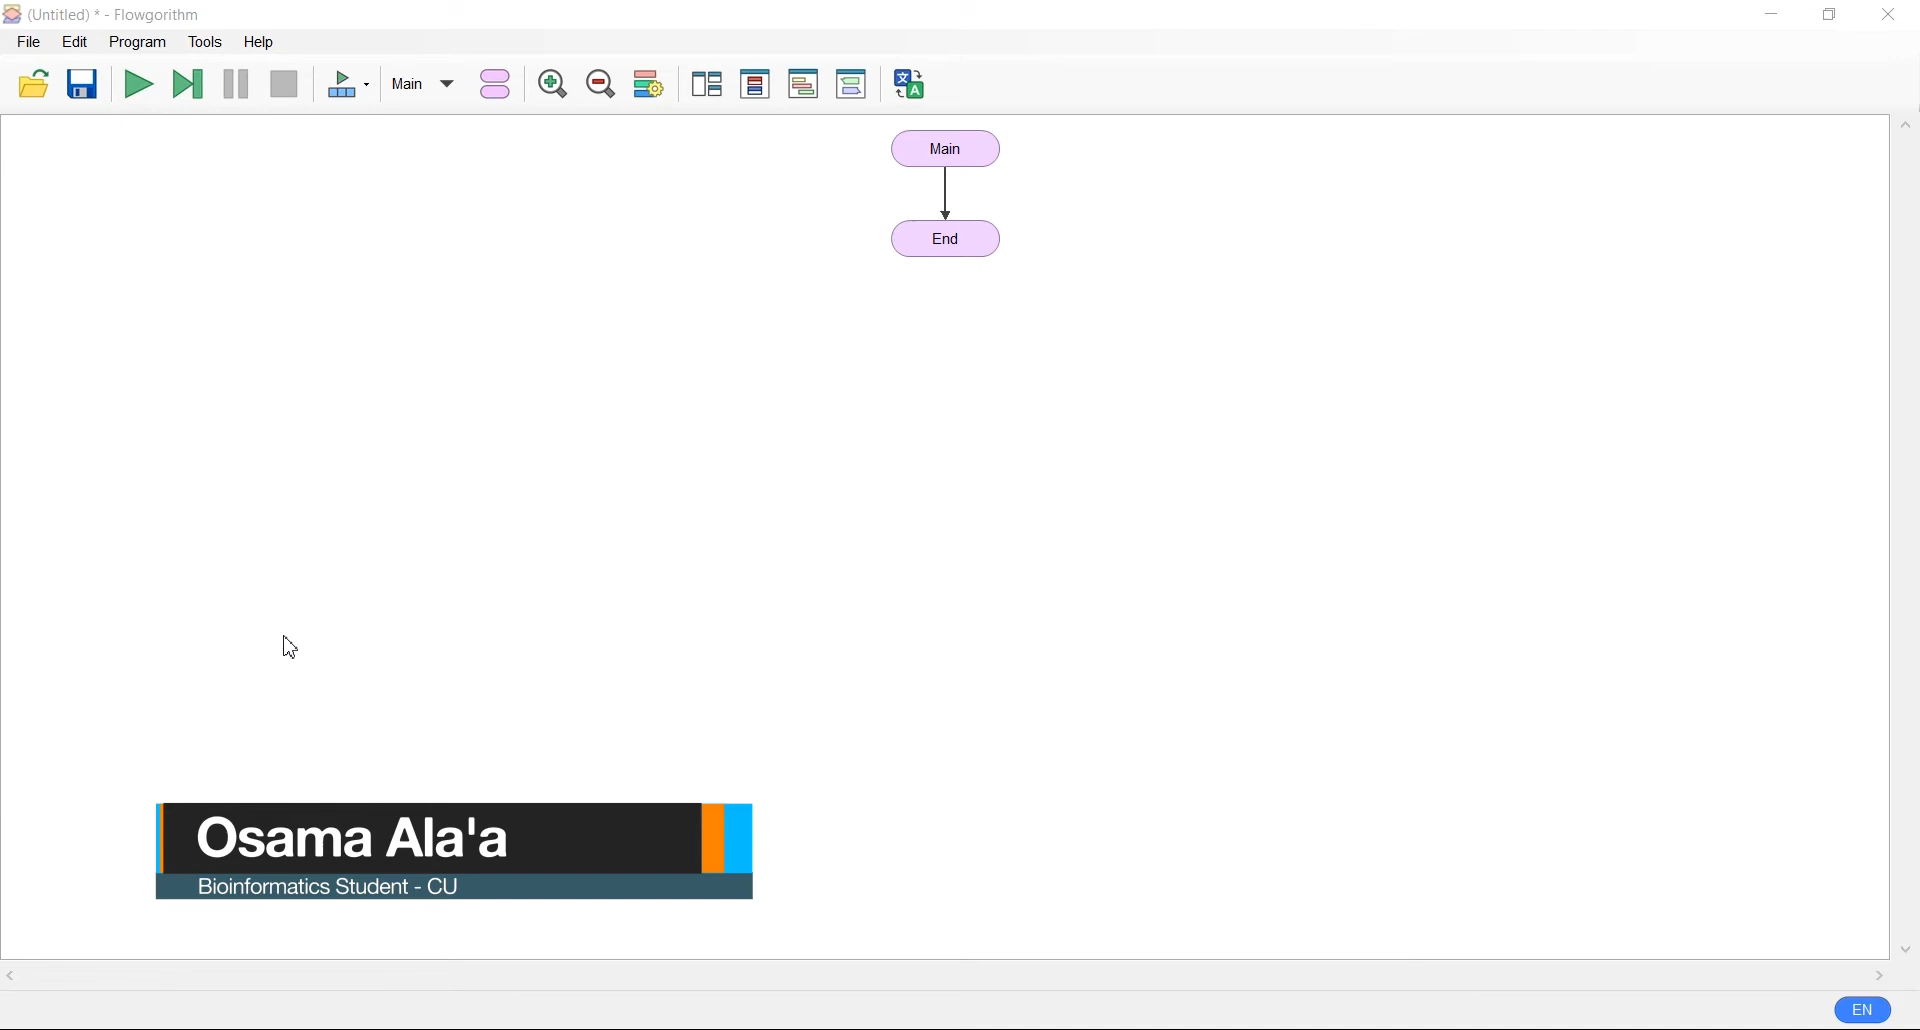 (Untitled) * - Flowgorithm
File Edit Program Tools Help
Main
Main
End
Osama Ala'a
Bioinformatics Student - CU
EN